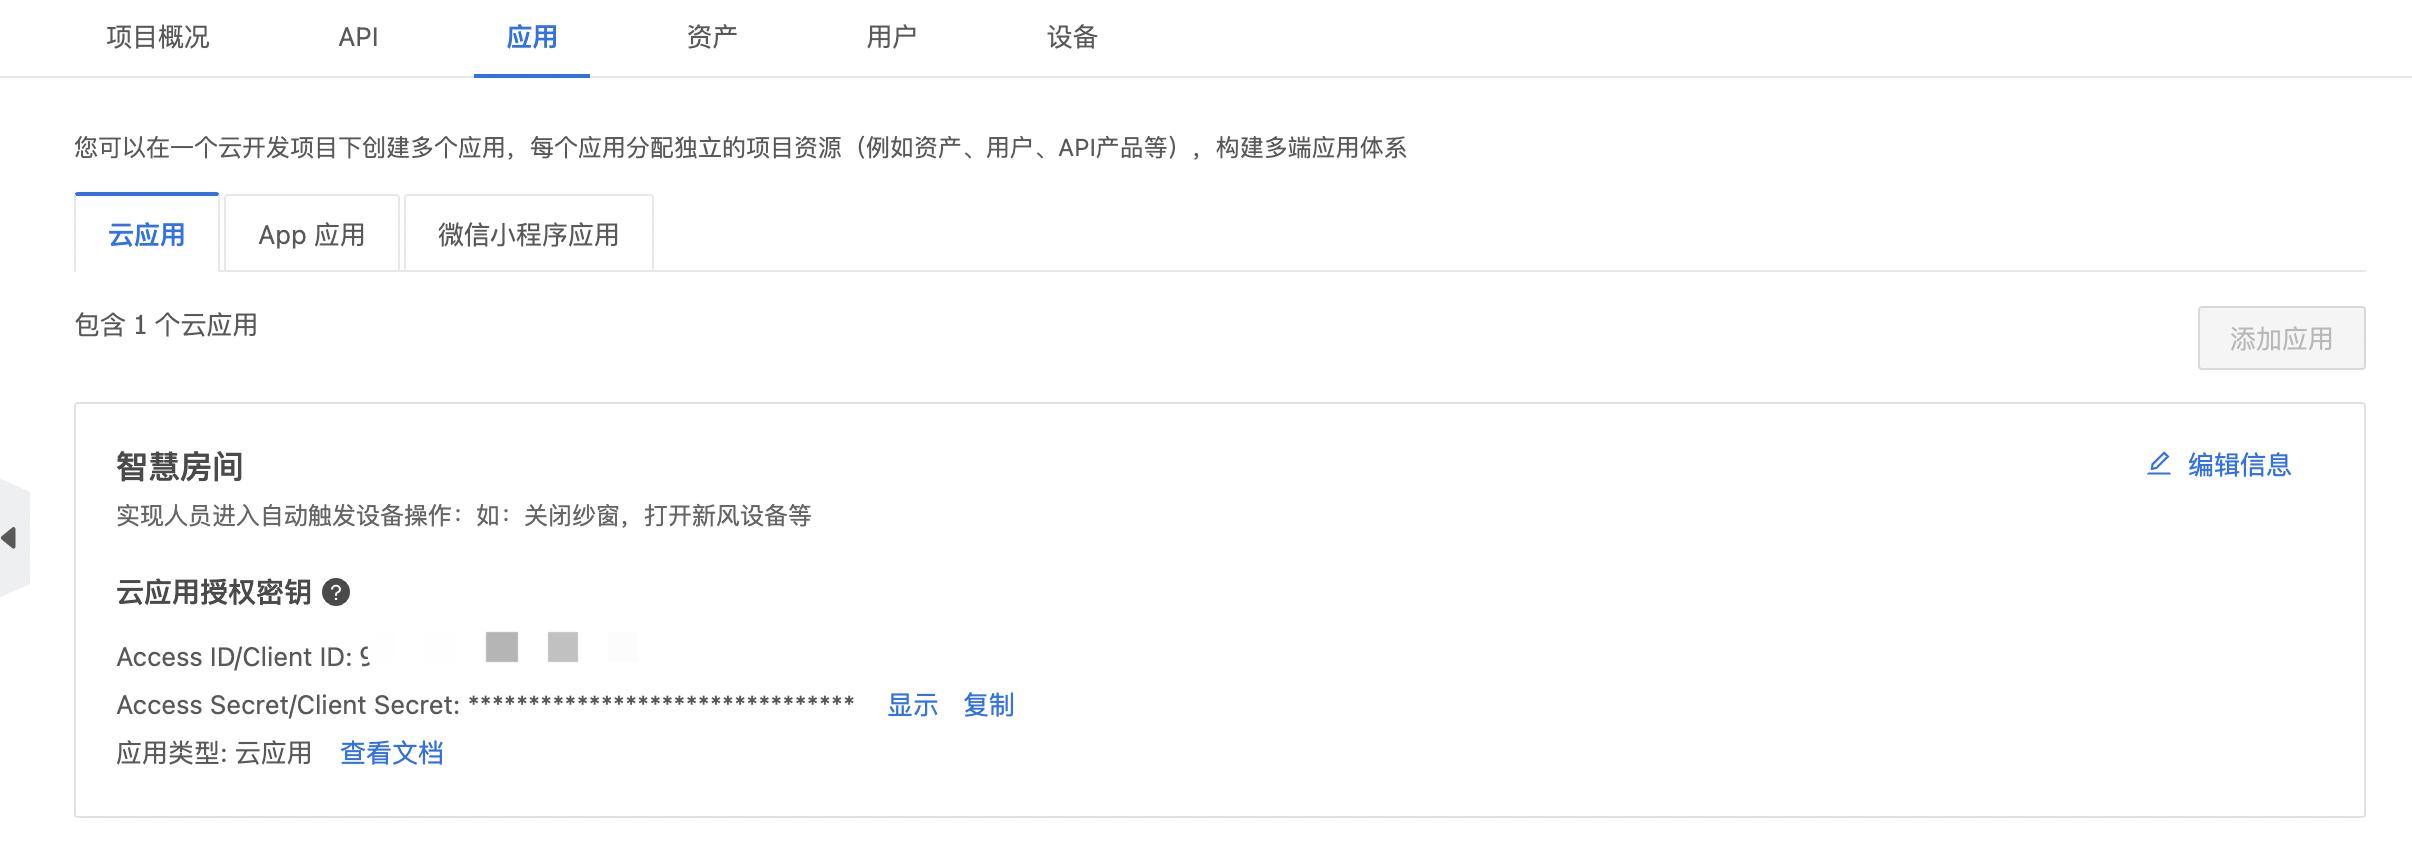 项目概况 API 应用 资产 用户 设备
您可以在一个云开发项目下创建多个应用，每个应用分配独立的项目资源（例如资产、用户、API产品等），构建多端应用体系
云应用 App 应用 微信小程序应用
包含 1 个云应用
添加应用
智慧房间
编辑信息
实现人员进入自动触发设备操作：如：关闭纱窗，打开新风设备等
云应用授权密钥 ?
Access ID/Client ID: 9
Access Secret/Client Secret: ******************************** 显示 复制
应用类型: 云应用 查看文档